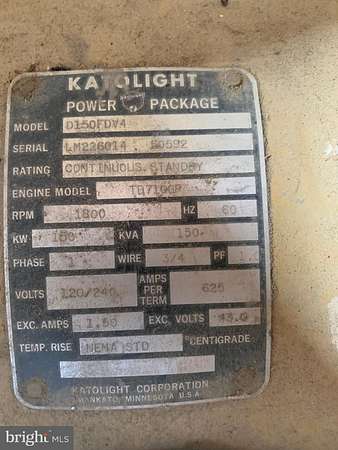 KATOLIGHT
POWER PACKAGE
MODEL D150FDV4
SERIAL LM226014 50592
RATING CONTINUOUS STANDBY
ENGINE MODEL
RPM 1800 HZ 60
KW 150 KVA 150
PHASE 1 WIRE 3/4 PF 1.
VOLTS 120/240 AMPS PER TERM 625
EXC. AMPS 1.50 EXC. VOLTS 43.0
TEMP. RISE NEMA STD CENTIGRADE
KATOLIGHT CORPORATION
MANKATO, MINNESOTA U.S.A.
bright MLS